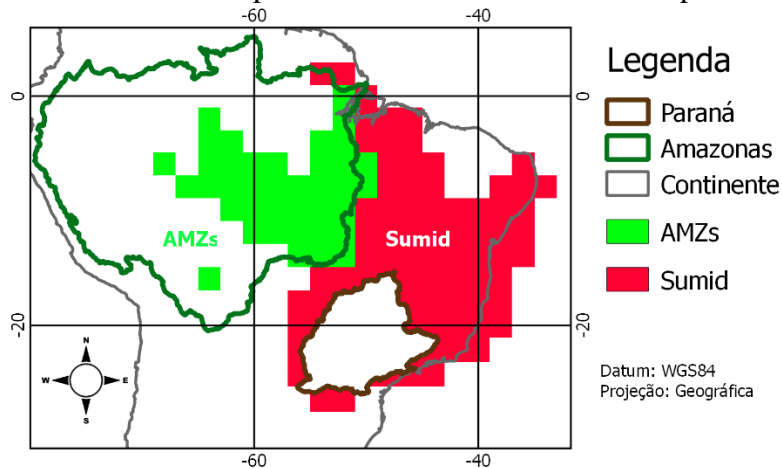 -60
-40
0
-20
AMZs
Sumid
N
W
E
S
-60
-40
0
-20
Legenda
Paraná
Amazonas
Continente
AMZs
Sumid
Datum: WGS84
Projeção: Geográfica